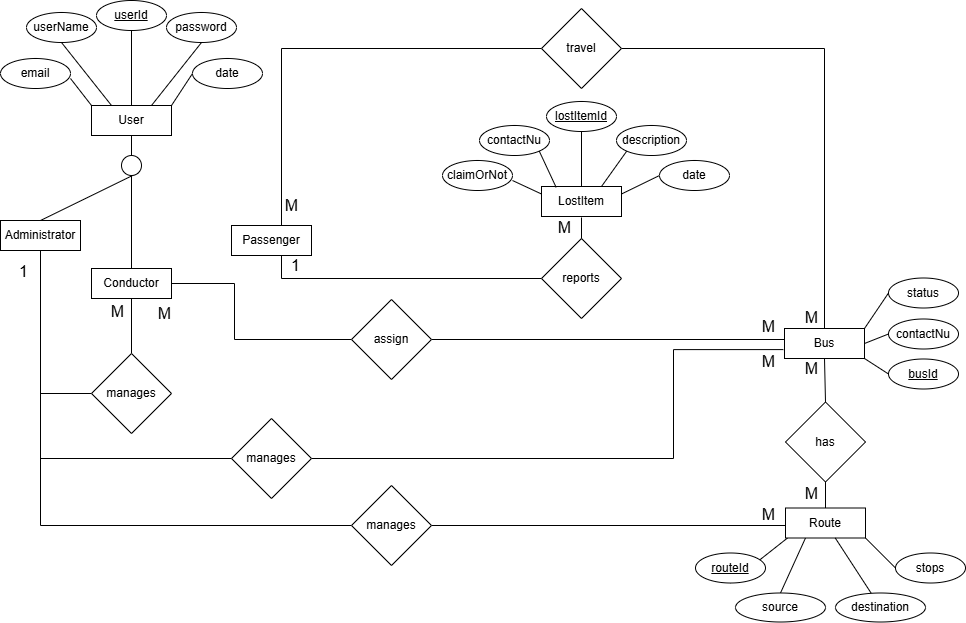 userName
userId
password
email
date
User
travel
lostItemId
contactNu
description
claimOrNot
date
LostItem
M
M
Administrator
Passenger
1
1
reports
Conductor
M
M
assign
M
M
status
contactNu
busId
Bus
M
M
manages
has
manages
M
M
manages
Route
routeId
stops
source
destination